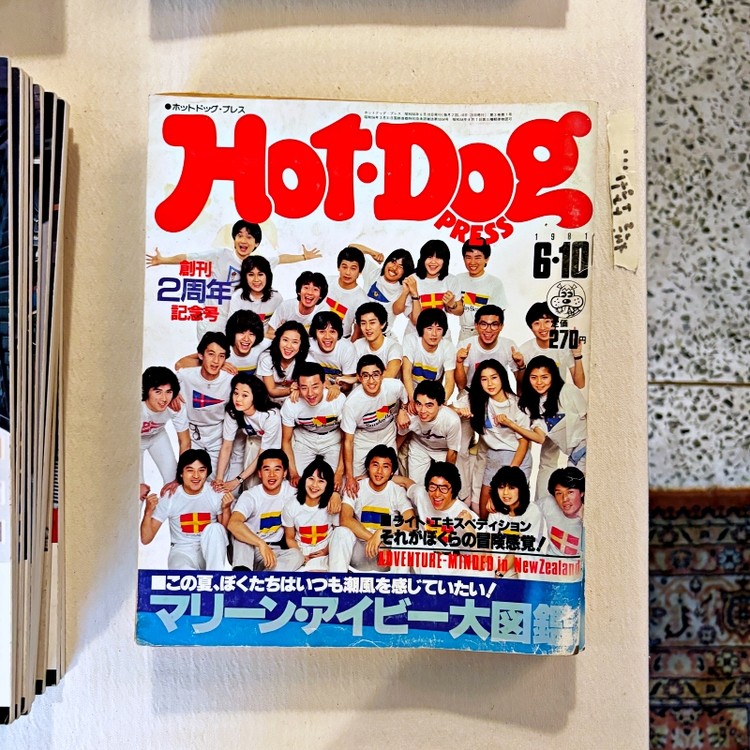 ●ホットドッグ・プレス
Hot・Dog
PRESS
1981
6・10
創刊
2周年
記念号
定価
270円
■ライト・エキスペディション
それがぼくらの冒険感覚!
ADVENTURE-MINDED in New Zealand
■この夏、ぼくたちはいつも潮風を感じていたい!
マリーン・アイビー大図鑑